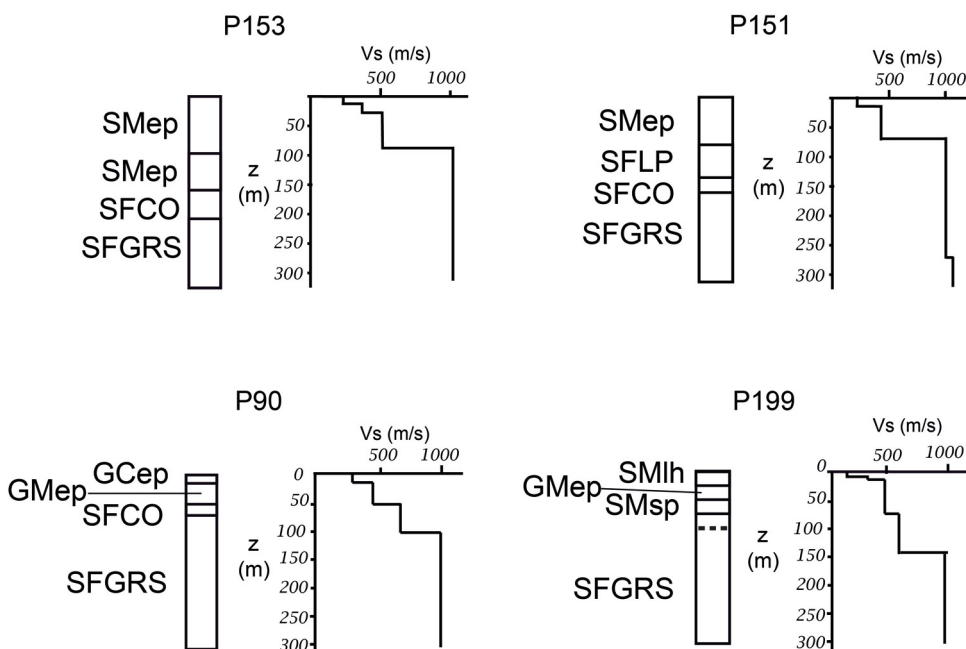 P153
Vs (m/s)
500 1000
SMep
SMep
SFCO
SFGRS
z
(m)
50
100
150
200
250
300
P151
Vs (m/s)
500 1000
SMep
SFLP
SFCO
SFGRS
z
(m)
50
100
150
200
250
300
P90
Vs (m/s)
500 1000
GCep
GMep
SFCO
SFGRS
z
(m)
0
50
100
150
200
250
300
P199
Vs (m/s)
500 1000
SMlh
GMep
SMsp
SFGRS
z
(m)
0
50
100
150
200
250
300